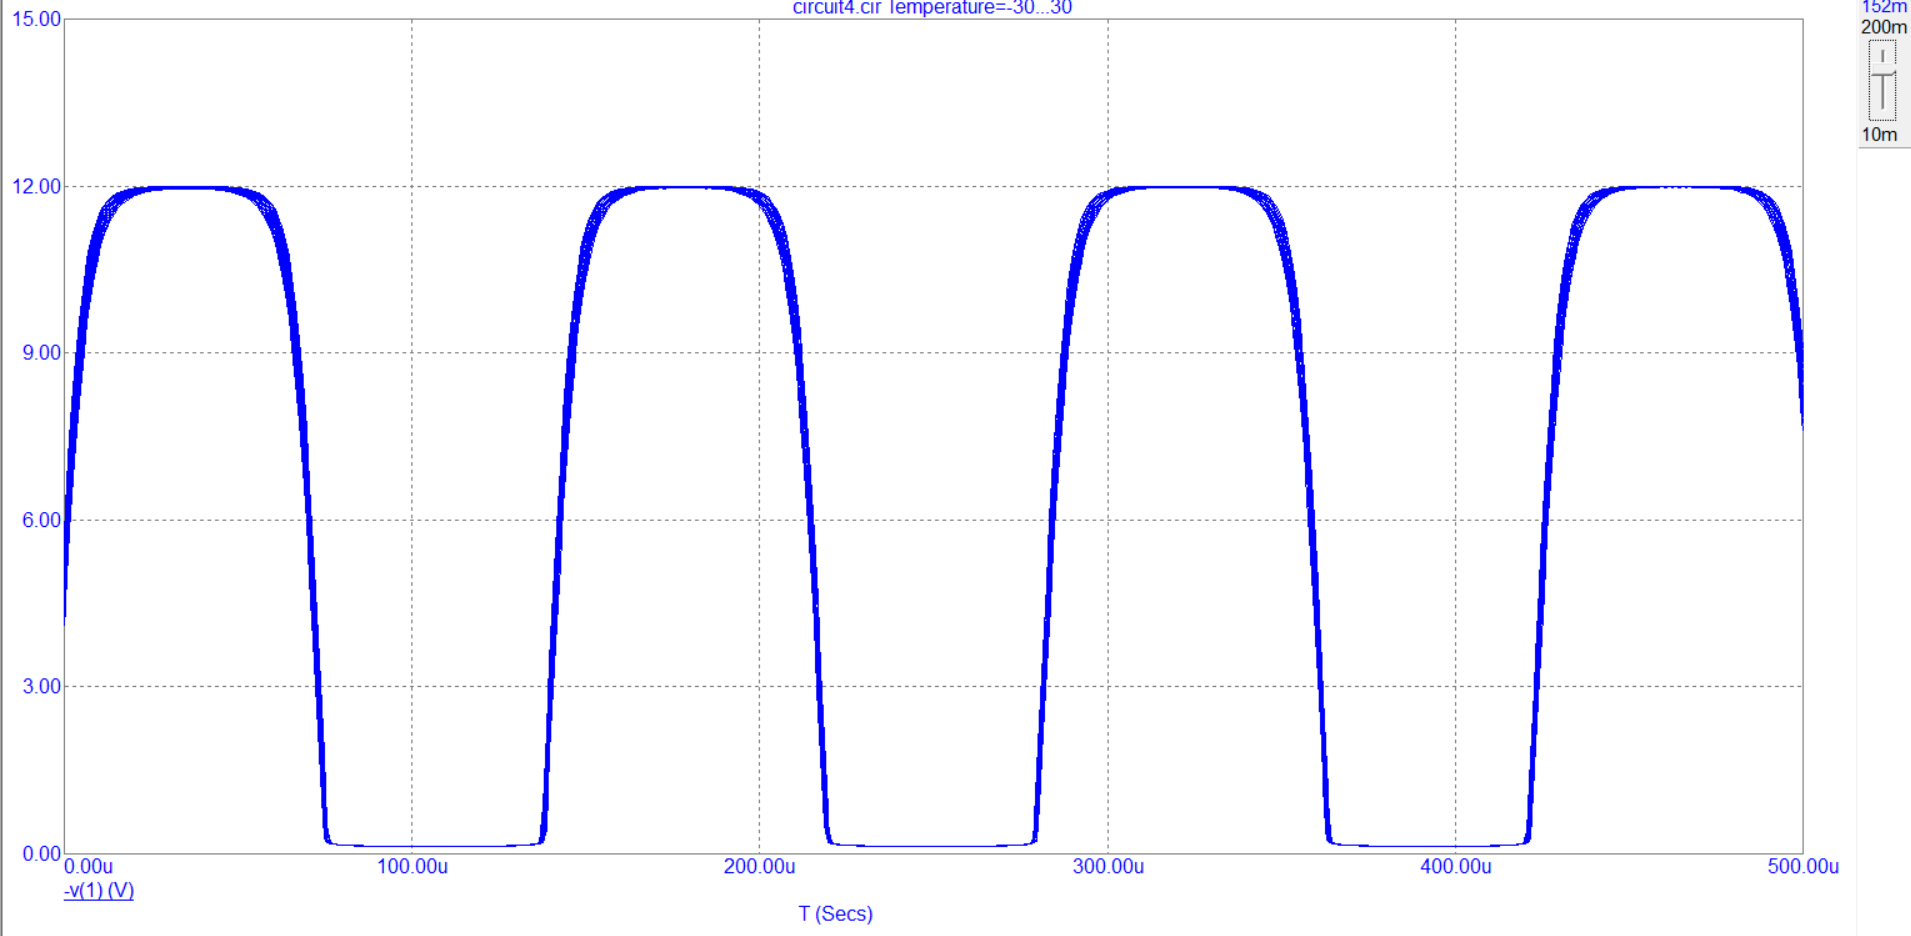 circuit4.cir Temperature=-30...30
152m
200m
10m
15.00
12.00
9.00
6.00
3.00
0.00
0.00u 100.00u 200.00u 300.00u 400.00u 500.00u
-v(1) (V)
T (Secs)